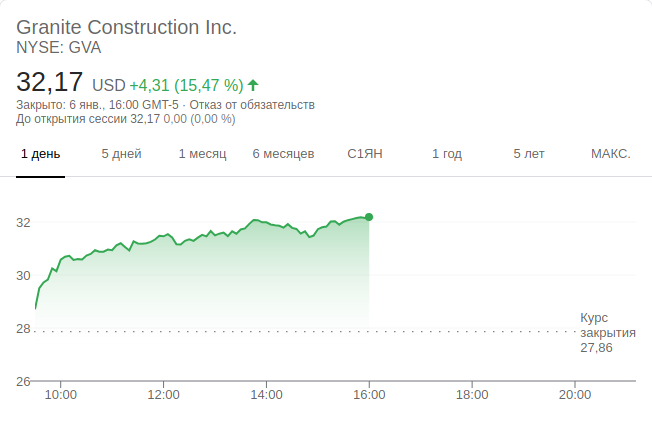 Granite Construction Inc.
NYSE: GVA
32,17 USD +4,31 (15,47 %)
Закрыто: 6 янв., 16:00 GMT-5 · Отказ от обязательств
До открытия сессии 32,17 0,00 (0,00 %)
1 день 5 дней 1 месяц 6 месяцев С1ЯН 1 год 5 лет МАКС.
32
30
28
26
Курс
закрытия
27,86
10:00 12:00 14:00 16:00 18:00 20:00